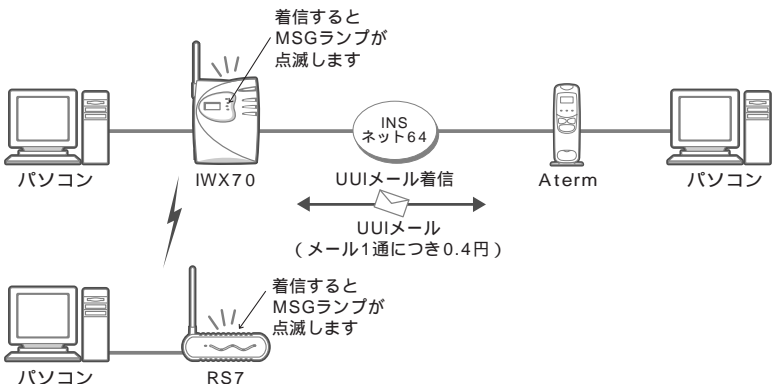 着信すると
MSGランプが
点滅します
INS
ネット64
パソコン
IWX70
UUIメール着信
Aterm
パソコン
UUIメール
（メール1通につき0.4円）
着信すると
MSGランプが
点滅します
パソコン
RS7